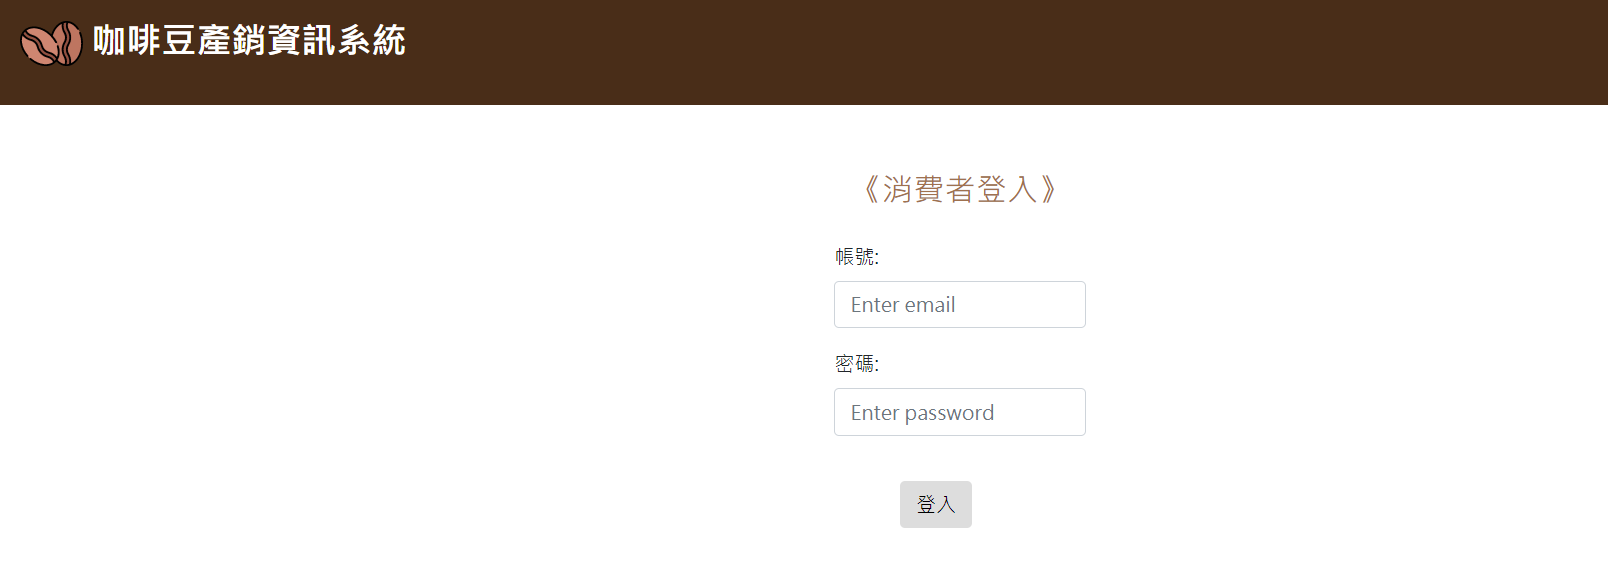 咖啡豆產銷資訊系統
《消費者登入》
帳號:
Enter email
密碼:
Enter password
登入